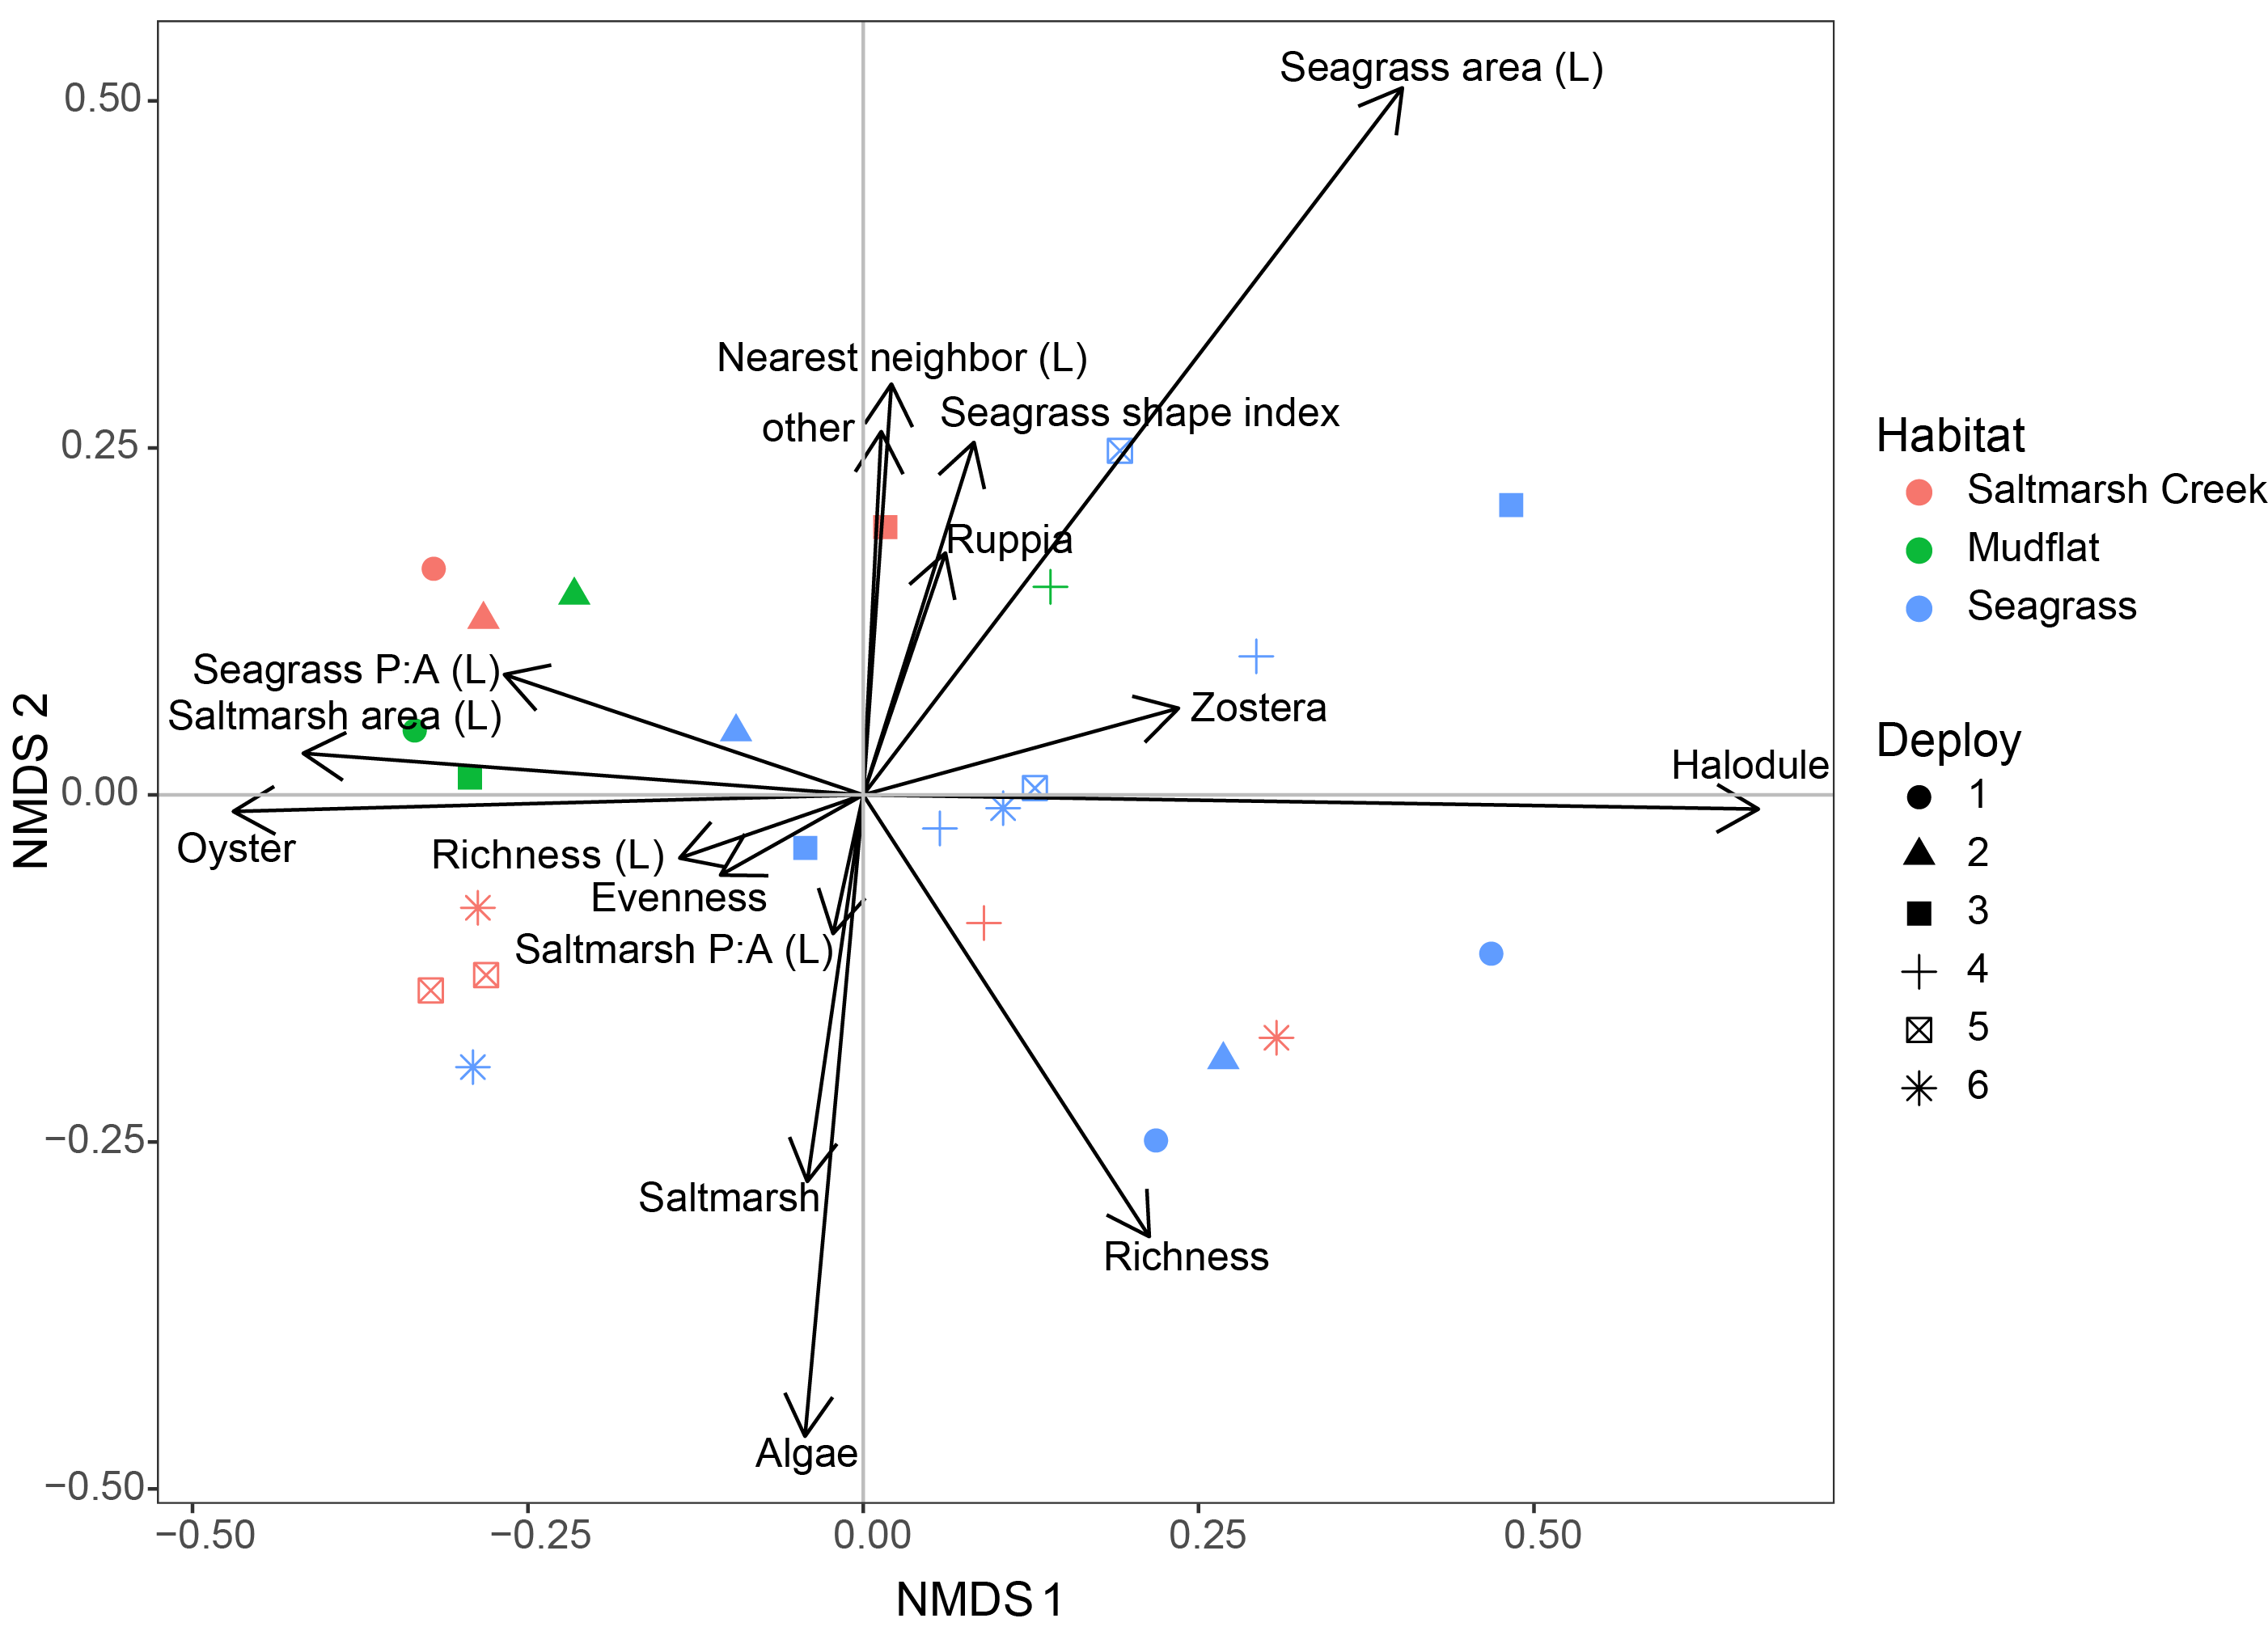 Seagrass area (L)
0.50
Nearest neighbor (L)
Seagrass shape index
other
0.25
Ruppia
Seagrass P:A (L)
Saltmarsh area (L)
Zostera
Halodule
0.00
Oyster
Richness (L)
Evenness
Saltmarsh P:A (L)
−0.25
Saltmarsh
Richness
Algae
−0.50
−0.50
−0.25
0.00
0.25
0.50
NMDS 1
NMDS 2
Habitat
Saltmarsh Creek
Mudflat
Seagrass
Deploy
1
2
3
4
5
6